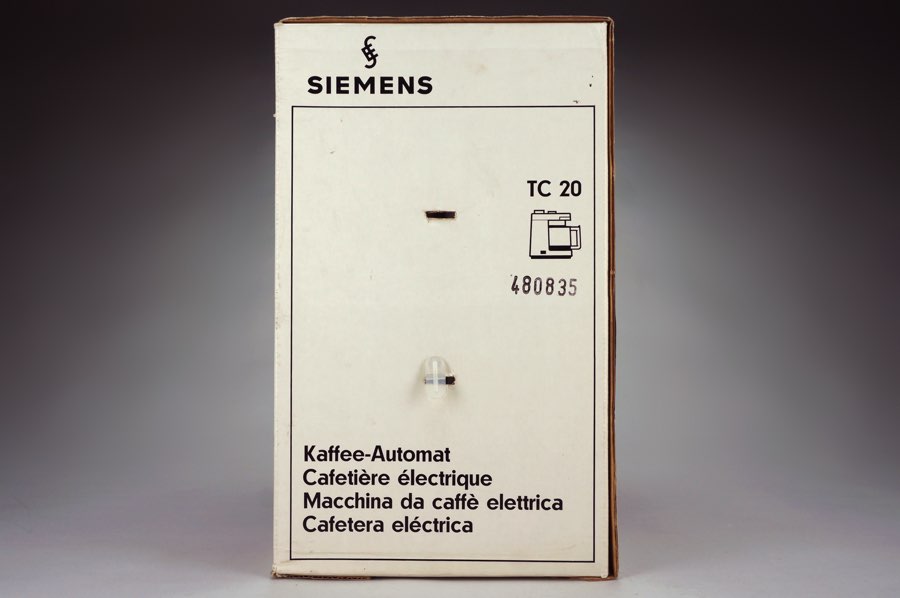 SIEMENS
TC 20
480835
Kaffee-Automat
Cafetière électrique
Macchina da caffè elettrica
Cafetera eléctrica